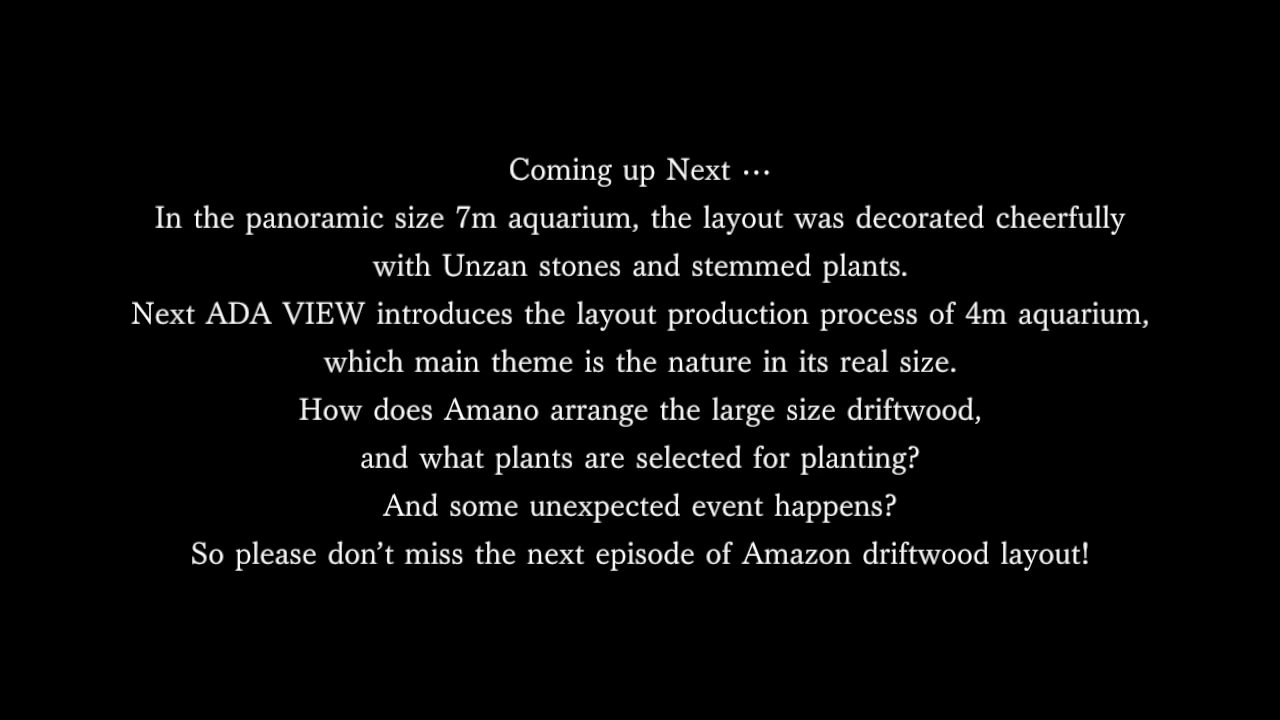 Coming up Next ⋯
In the panoramic size 7m aquarium, the layout was decorated cheerfully
with Unzan stones and stemmed plants.
Next ADA VIEW introduces the layout production process of 4m aquarium,
which main theme is the nature in its real size.
How does Amano arrange the large size driftwood,
and what plants are selected for planting?
And some unexpected event happens?
So please don’t miss the next episode of Amazon driftwood layout!